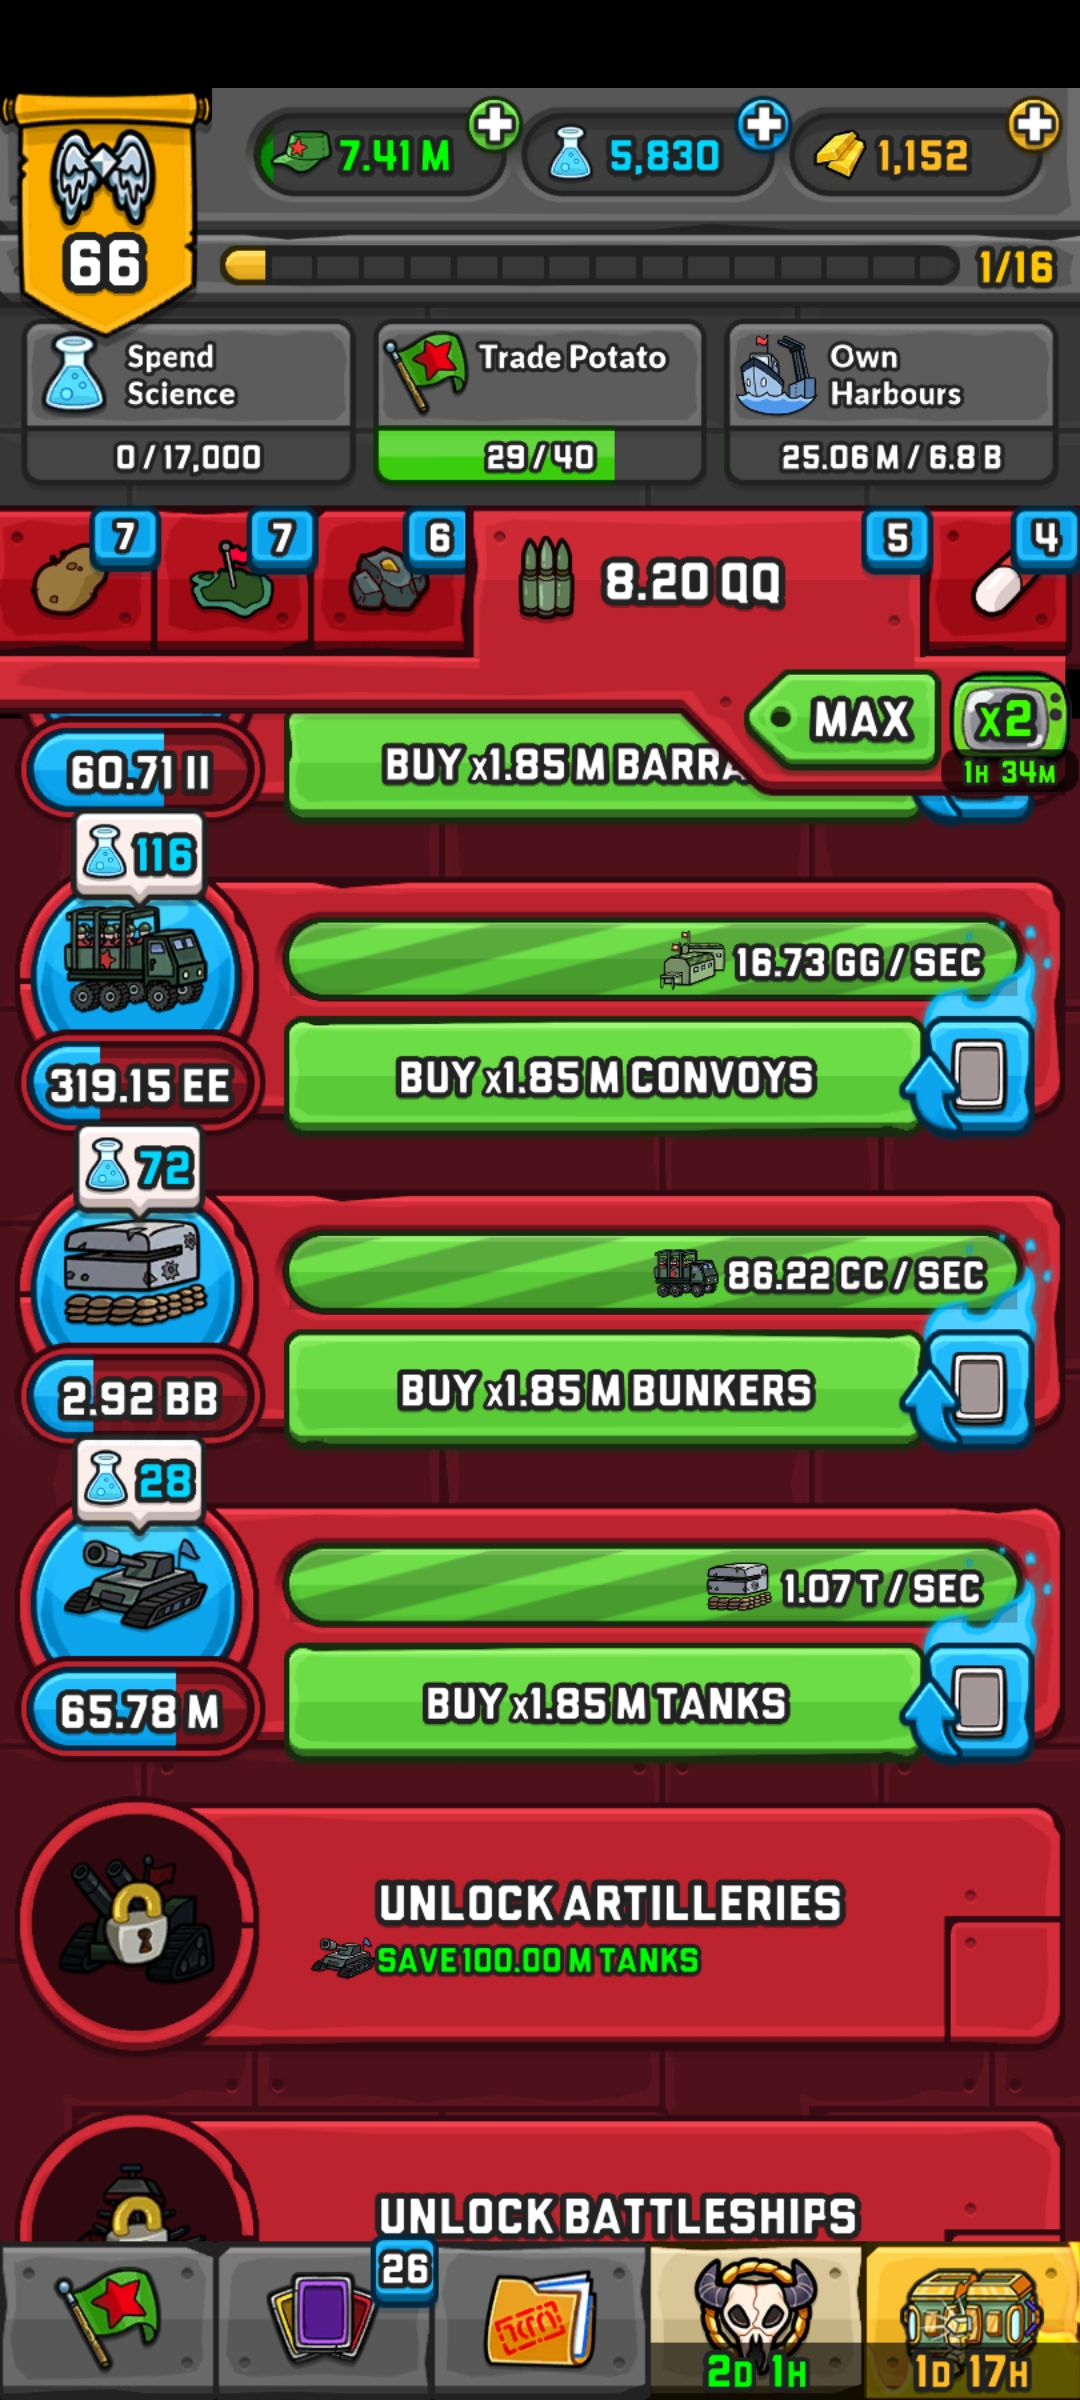 7.41 M
5,830
1,152
66
1/16
Spend
Science
0 / 17,000
Trade Potato
29 / 40
Own
Harbours
25.06 M / 6.8 B
7
7
6
8.20 QQ
5
4
MAX
x2
1H 34M
60.71 II
BUY x1.85 M BARRA
116
16.73 GG / SEC
319.15 EE
BUY x1.85 M CONVOYS
72
86.22 CC / SEC
2.92 BB
BUY x1.85 M BUNKERS
28
1.07 T / SEC
65.78 M
BUY x1.85 M TANKS
UNLOCK ARTILLERIES
SAVE 100.00 M TANKS
UNLOCK BATTLESHIPS
26
2D 1H
1D 17H